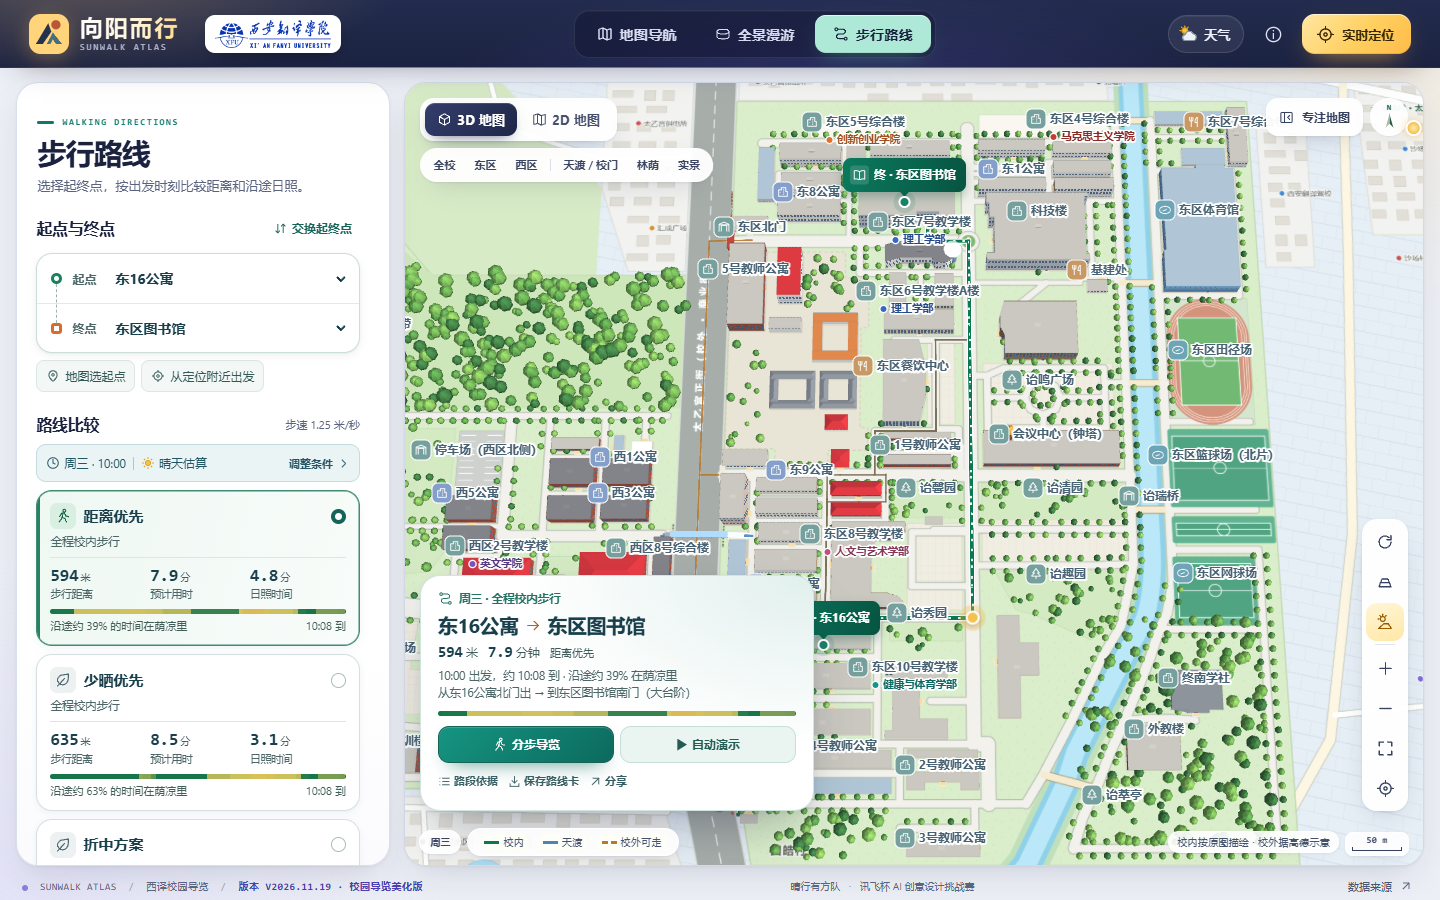 向阳而行
SUNWALK ATLAS
西安翻译学院
XI' AN FANYI UNIVERSITY
地图导航
全景漫游
步行路线
天气
实时定位
WALKING DIRECTIONS
步行路线
选择起终点，按出发时刻比较距离和沿途日照。
起点与终点
交换起终点
起点 东16公寓
终点 东区图书馆
地图选起点
从定位附近出发
路线比较
步速 1.25 米/秒
周三 · 10:00
晴天估算
调整条件
距离优先
全程校内步行
594 米 7.9 分 4.8 分
步行距离 预计用时 日照时间
沿途约 39% 的时间在荫凉里 10:08 到
少晒优先
全程校内步行
635 米 8.5 分 3.1 分
步行距离 预计用时 日照时间
沿途约 63% 的时间在荫凉里 10:08 到
折中方案
3D 地图
2D 地图
全校 东区 西区 天渡 / 校门 林荫 实景
专注地图
N
东区5号综合楼
创新创业学院
东区4号综合楼
马克思主义学院
东区7号综
终 · 东区图书馆
东1公寓
东8公寓
科技楼
东区体育馆
东区北门
东区7号教学楼
理工学部
5号教师公寓
基建处
东区6号教学楼A楼
理工学部
东区田径场
东区餐饮中心
诒鸣广场
会议中心（钟塔）
1号教师公寓
停车场（西区北侧）
西1公寓
东9公寓
东区篮球场（北片）
西5公寓
西3公寓
诒馨园
诒清园
诒瑞桥
东区8号教学楼
人文与艺术学部
西区2号教学楼
英文学院
西区8号综合楼
诒趣园
东区网球场
· 东16公寓
诒秀园
东区10号教学楼
健康与体育学部
终南学社
外教楼
号教师公寓
2号教师公寓
诒萃亭
3号教师公寓
周三 · 全程校内步行
东16公寓 → 东区图书馆
594 米 7.9 分钟 距离优先
10:00 出发，约 10:08 到 · 沿途约 39% 在荫凉里
从东16公寓北门出 → 到东区图书馆南门（大台阶）
分步导览
自动演示
路段依据
保存路线卡
分享
周三
校内
天渡
校外可走
校内按原图描绘 · 校外据高德示意
50 m
SUNWALK ATLAS / 西译校园导览 / 版本 V2026.11.19 · 校园导览美化版
晴行有方队 · 讯飞杯 AI 创意设计挑战赛
数据来源